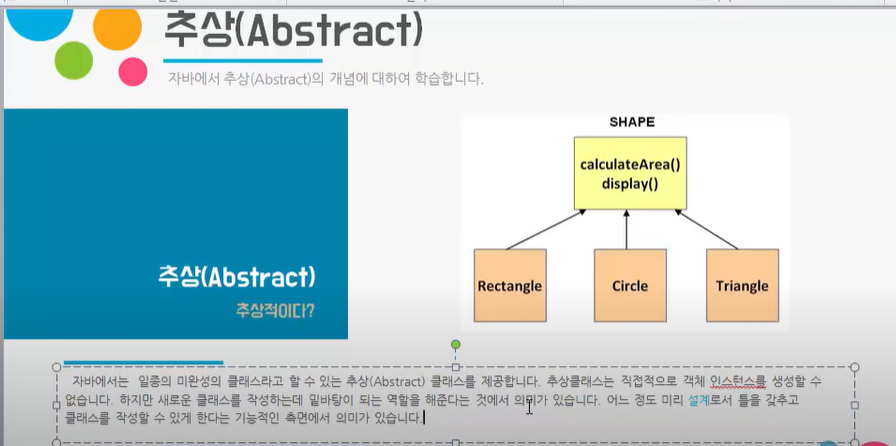 추상(Abstract)
자바에서 추상(Abstract)의 개념에 대하여 학습합니다.
SHAPE
calculateArea()
display()
Rectangle
Circle
Triangle
추상(Abstract)
추상적이다?
자바에서는 일종의 미완성의 클래스라고 할 수 있는 추상(Abstract) 클래스를 제공합니다. 추상클래스는 직접적으로 객체 인스턴스를 생성할 수
없습니다. 하지만 새로운 클래스를 작성하는데 밑바탕이 되는 역할을 해준다는 것에서 의미가 있습니다. 어느 정도 미리 설계로서 틀을 갖추고
클래스를 작성할 수 있게 한다는 기능적인 측면에서 의미가 있습니다.